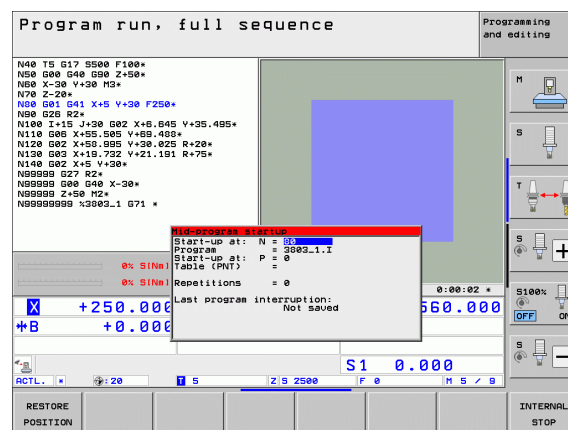 Program run, full sequence
Programming
and editing
N40 T5 G17 S500 F100*
N50 G00 G40 G90 Z+50*
N60 X-30 Y+30 M3*
N70 Z-20*
N80 G01 G41 X+5 Y+30 F250*
N90 G26 R2*
N100 I+15 J+30 G02 X+6.645 Y+35.495*
N110 G06 X+55.505 Y+69.488*
N120 G02 X+58.995 Y+30.025 R+20*
N130 G03 X+19.732 Y+21.191 R+75*
N140 G02 X+5 Y+30*
N99999 G27 R2*
N99999 G00 G40 X-30*
N99999 Z+50 M2*
N99999999 %3803_1 G71 *
Mid-program startup
Start-up at: N = 80
Program = 3803_1.I
Start-up at: P = 0
Table (PNT) =
Repetitions = 0
Last program interruption:
Not saved
0% S[Nm]
0% S[Nm]
0:00:02 *
X +250.000
560.000
B +0.000
S1 0.000
ACTL. * : 20 T 5 Z S 2500 F 0 M 5 / 9
M
S
T
S
+
S100%
OFF ON
S
-
RESTORE
POSITION
INTERNAL
STOP